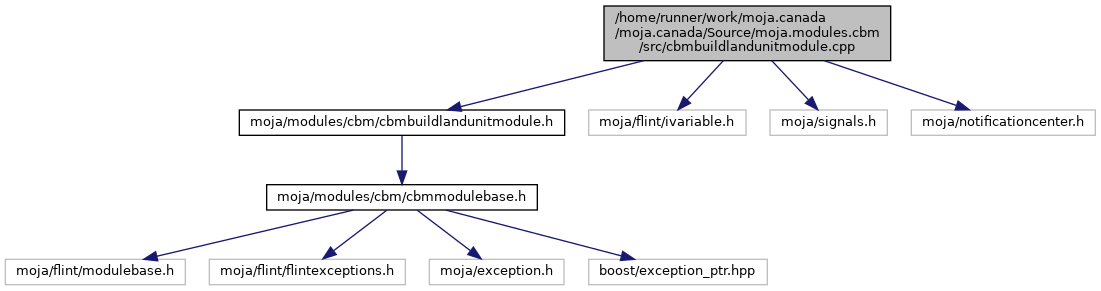 /home/runner/work/moja.canada
/moja.canada/Source/moja.modules.cbm
/src/cbmbuildlandunitmodule.cpp
moja/modules/cbm/cbmbuildlandunitmodule.h
moja/flint/ivariable.h
moja/signals.h
moja/notificationcenter.h
moja/modules/cbm/cbmmodulebase.h
moja/flint/modulebase.h
moja/flint/flintexceptions.h
moja/exception.h
boost/exception_ptr.hpp